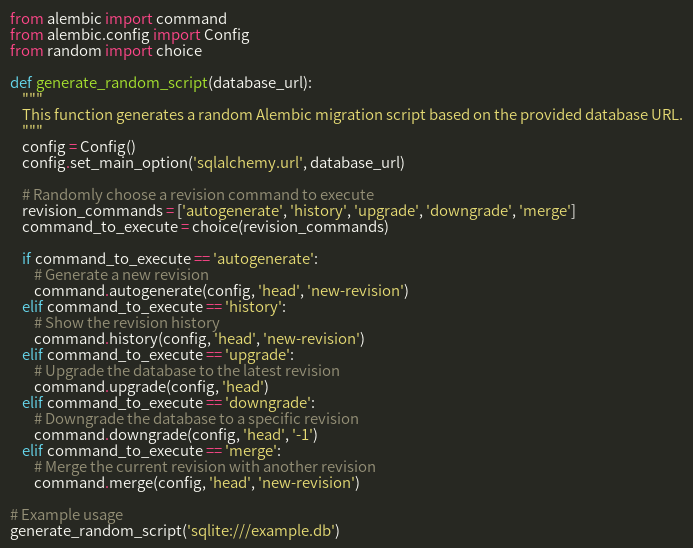 from alembic import command
from alembic.config import Config
from random import choice

def generate_random_script(database_url):
    """
    This function generates a random Alembic migration script based on the provided database URL.
    """
    config = Config()
    config.set_main_option('sqlalchemy.url', database_url)

    # Randomly choose a revision command to execute
    revision_commands = ['autogenerate', 'history', 'upgrade', 'downgrade', 'merge']
    command_to_execute = choice(revision_commands)

    if command_to_execute == 'autogenerate':
        # Generate a new revision
        command.autogenerate(config, 'head', 'new-revision')
    elif command_to_execute == 'history':
        # Show the revision history
        command.history(config, 'head', 'new-revision')
    elif command_to_execute == 'upgrade':
        # Upgrade the database to the latest revision
        command.upgrade(config, 'head')
    elif command_to_execute == 'downgrade':
        # Downgrade the database to a specific revision
        command.downgrade(config, 'head', '-1')
    elif command_to_execute == 'merge':
        # Merge the current revision with another revision
        command.merge(config, 'head', 'new-revision')

# Example usage
generate_random_script('sqlite:///example.db')